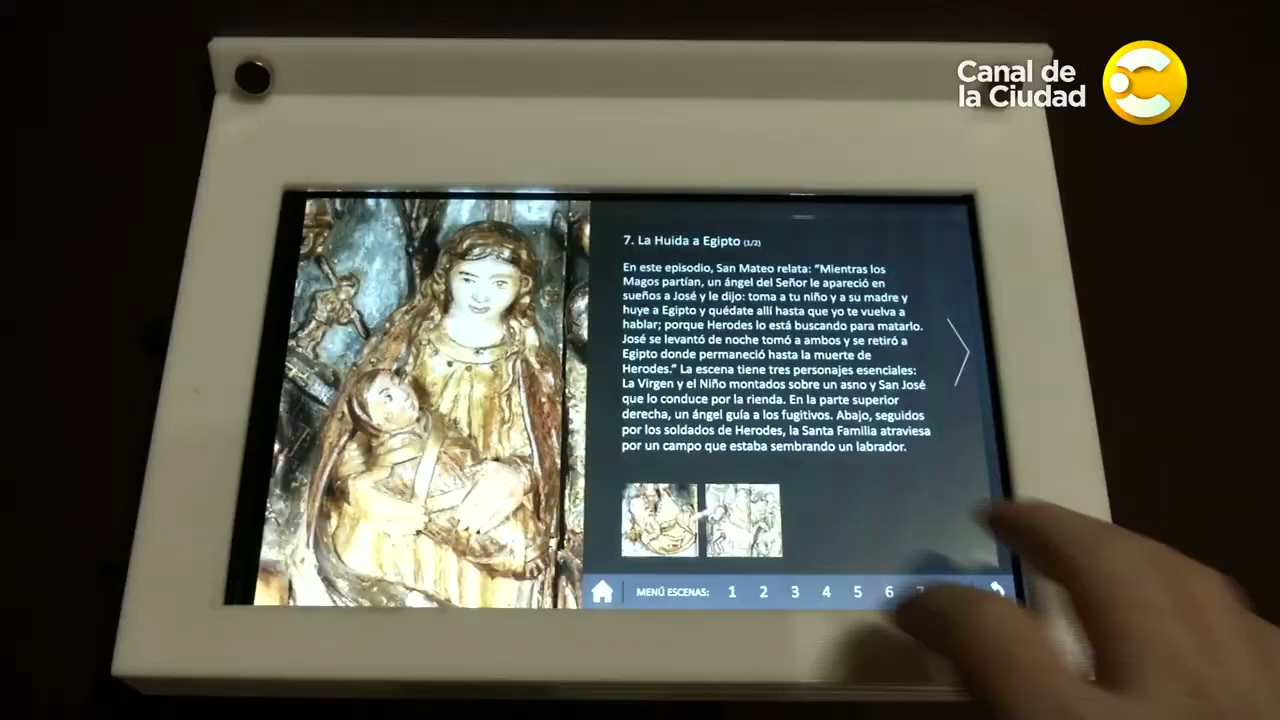 Canal de
la Ciudad
7. La Huida a Egipto (1/2)
En este episodio, San Mateo relata: “Mientras los
Magos partían, un ángel del Señor le apareció en
sueños a José y le dijo: toma a tu niño y a su madre y
huye a Egipto y quédate allí hasta que yo te vuelva a
hablar; porque Herodes lo está buscando para matarlo.
José se levantó de noche tomó a ambos y se retiró a
Egipto donde permaneció hasta la muerte de
Herodes.” La escena tiene tres personajes esenciales:
La Virgen y el Niño montados sobre un asno y San José
que lo conduce por la rienda. En la parte superior
derecha, un ángel guía a los fugitivos. Abajo, seguidos
por los soldados de Herodes, la Santa Familia atraviesa
por un campo que estaba sembrando un labrador.
MENÚ ESCENAS: 1 2 3 4 5 6 7